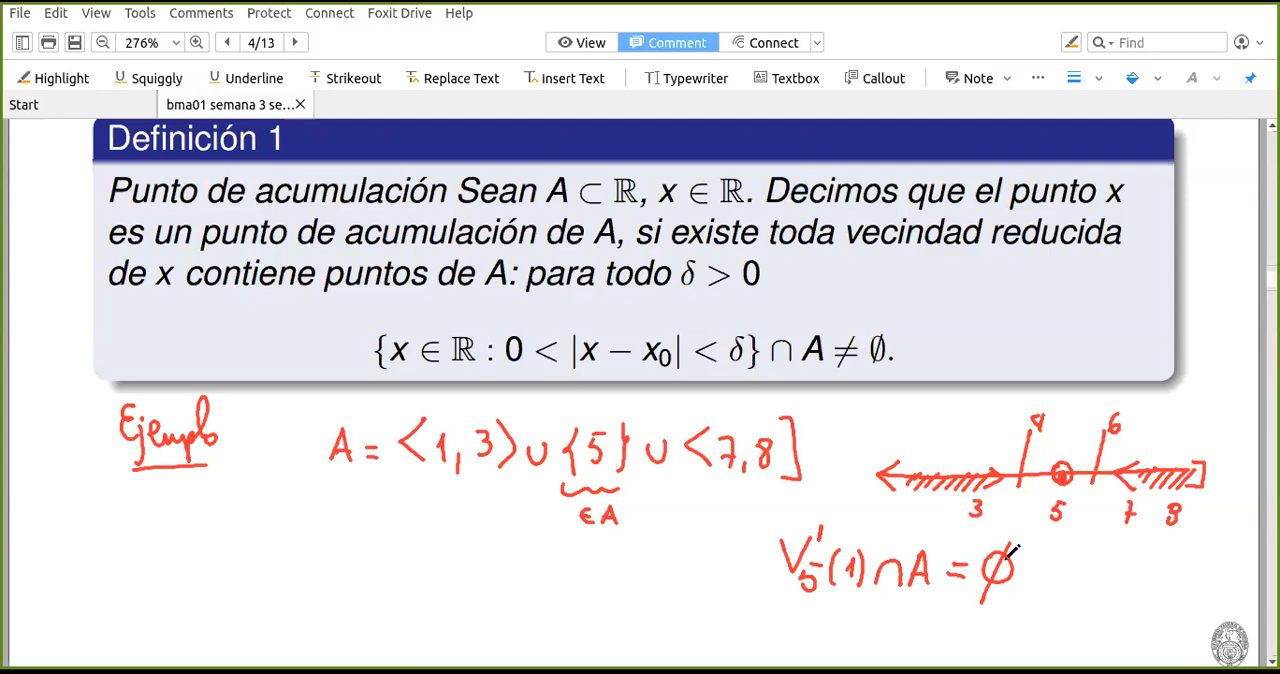 File Edit View Tools Comments Protect Connect Foxit Drive Help
276% 4/13 View Comment Connect Find
Highlight Squiggly Underline Strikeout Replace Text Insert Text Typewriter Textbox Callout Note
Start bma01 semana 3 se...
Definición 1
Punto de acumulación Sean A ⊂ ℝ, x ∈ ℝ. Decimos que el punto x
es un punto de acumulación de A, si existe toda vecindad reducida
de x contiene puntos de A: para todo δ > 0
{x ∈ ℝ : 0 < |x − x₀| < δ} ∩ A ≠ ∅.
Ejemplo
A = <1, 3> ∪ {5} ∪ <7, 8]
∈ A
4 6
3 5 7 8
V'₅(1) ∩ A = ∅